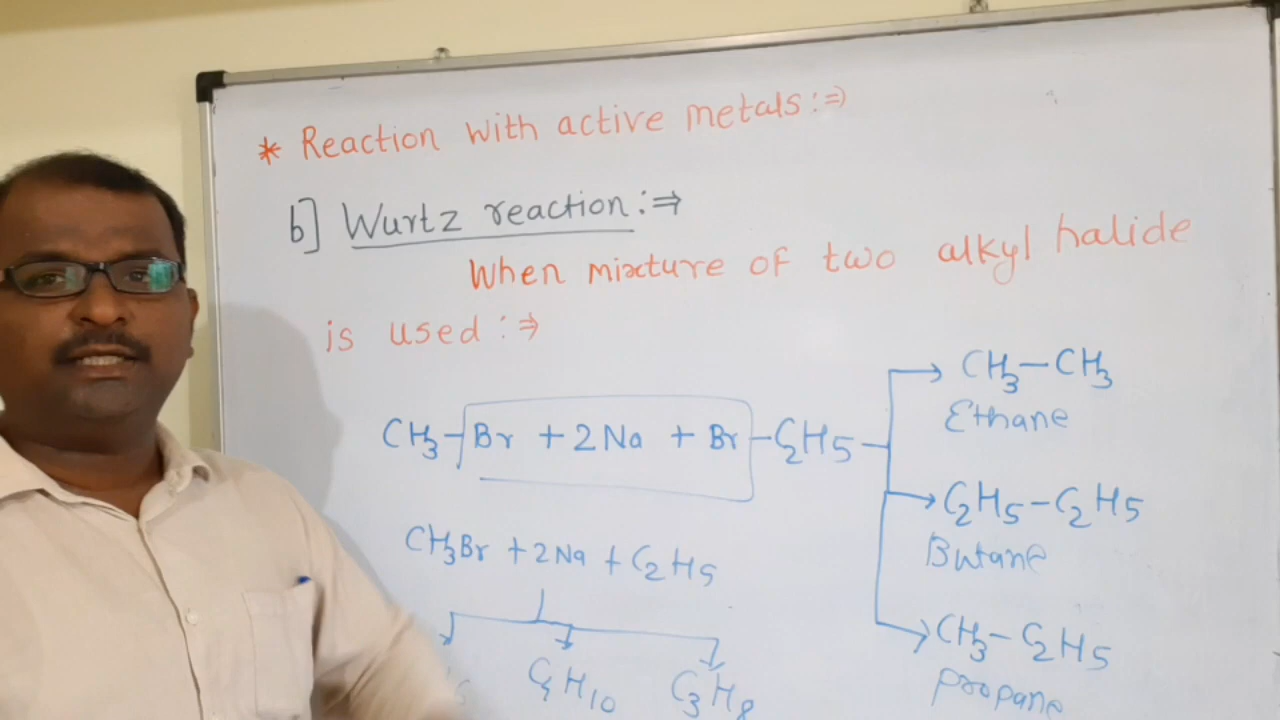 * Reaction with active metals :⇒
b] Wurtz reaction :⇒
When mixture of two alkyl halide
is used :⇒
CH₃-Br + 2Na + Br-C₂H₅
→ CH₃-CH₃
Ethane
→ C₂H₅-C₂H₅
Butane
→ CH₃-C₂H₅
propane
CH₃Br + 2Na + C₂H₅
C₄H₁₀ C₃H₈